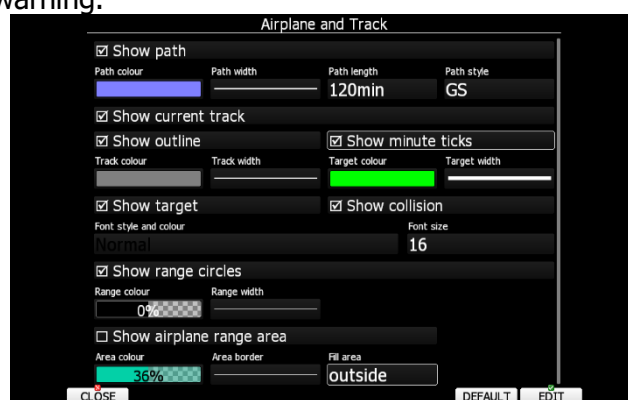 warning.
Airplane and Track
☑ Show path
Path colour Path width Path length Path style
120min GS
☑ Show current track
☑ Show outline ☑ Show minute ticks
Track colour Track width Target colour Target width
☑ Show target ☑ Show collision
Font style and colour Font size
Normal 16
☑ Show range circles
Range colour Range width
0%
☐ Show airplane range area
Area colour Area border Fill area
36% outside
CLOSE DEFAULT EDIT